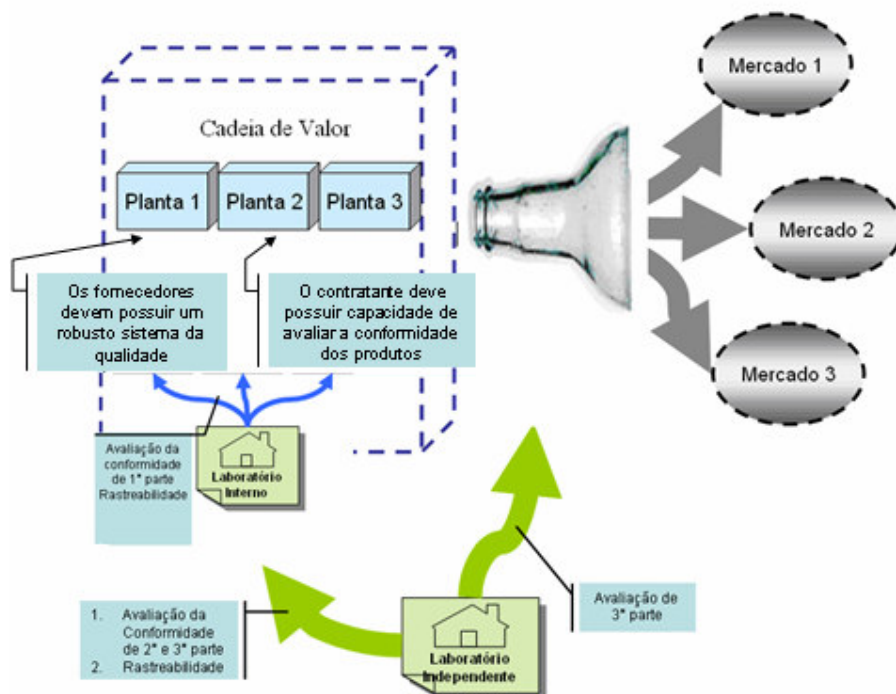 Cadeia de Valor
Planta 1
Planta 2
Planta 3
Mercado 1
Mercado 2
Mercado 3
Os fornecedores
devem possuir um
robusto sistema da
qualidade
O contratante deve
possuir capacidade de
avaliar a conformidade
dos produtos
Avaliação da
conformidade
de 1ª parte
Rastreabilidade
Laboratório
Interno
1. Avaliação da
Conformidade
de 2ª e 3ª parte
2. Rastreabilidade
Laboratório
Independente
Avaliação de
3ª parte